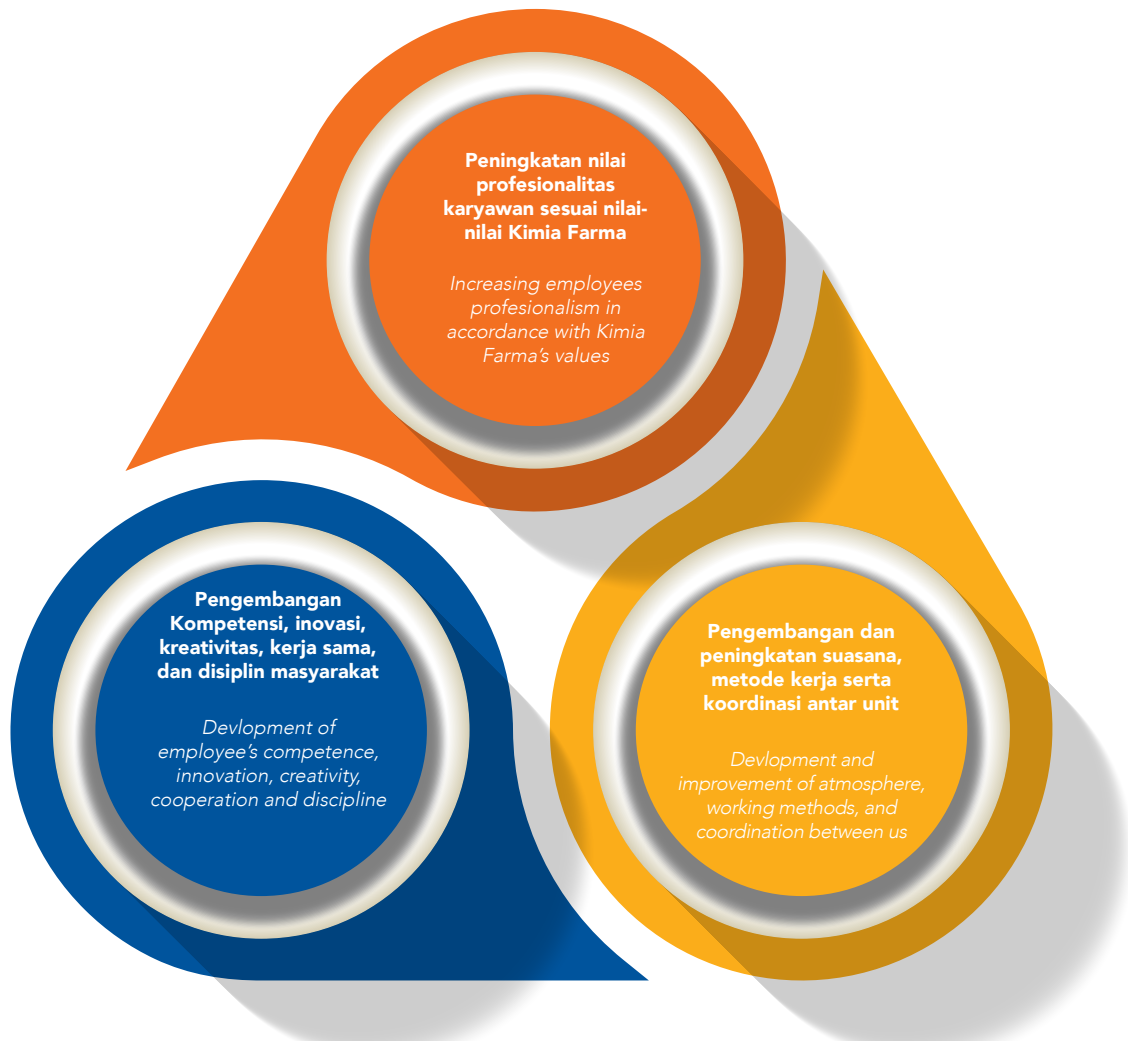 Peningkatan nilai
profesionalitas
karyawan sesuai nilai-
nilai Kimia Farma
Increasing employees
profesionalism in
accordance with Kimia
Farma's values
Pengembangan
Kompetensi, inovasi,
kreativitas, kerja sama,
dan disiplin masyarakat
Devlopment of
employee's competence,
innovation, creativity,
cooperation and discipline
Pengembangan dan
peningkatan suasana,
metode kerja serta
koordinasi antar unit
Devlopment and
improvement of atmosphere,
working methods, and
coordination between us